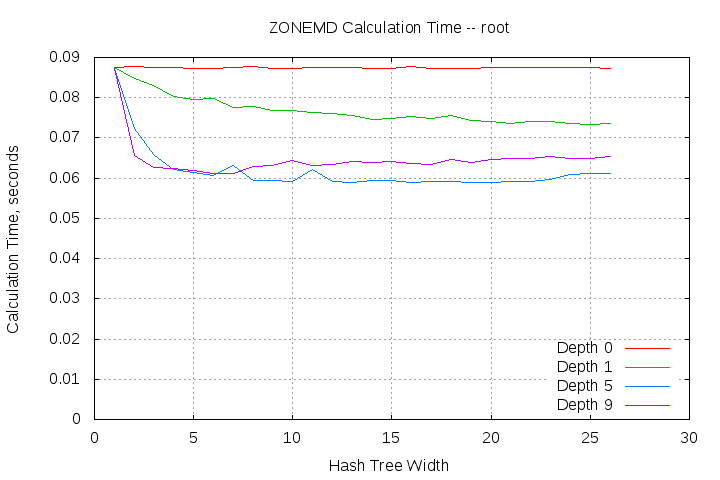 ZONEMD Calculation Time -- root
0.09
0.08
0.07
0.06
0.05
0.04
0.03
0.02
0.01
0
Calculation Time, seconds
Depth 0
Depth 1
Depth 5
Depth 9
0 5 10 15 20 25 30
Hash Tree Width